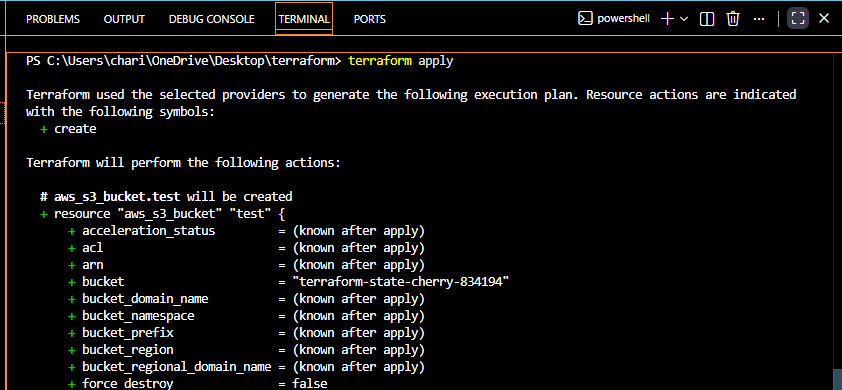 PROBLEMS OUTPUT DEBUG CONSOLE TERMINAL PORTS powershell
PS C:\Users\chari\OneDrive\Desktop\terraform> terraform apply
Terraform used the selected providers to generate the following execution plan. Resource actions are indicated
with the following symbols:
+ create
Terraform will perform the following actions:
# aws_s3_bucket.test will be created
+ resource "aws_s3_bucket" "test" {
+ acceleration_status = (known after apply)
+ acl = (known after apply)
+ arn = (known after apply)
+ bucket = "terraform-state-cherry-834194"
+ bucket_domain_name = (known after apply)
+ bucket_namespace = (known after apply)
+ bucket_prefix = (known after apply)
+ bucket_region = (known after apply)
+ bucket_regional_domain_name = (known after apply)
+ force_destroy = false